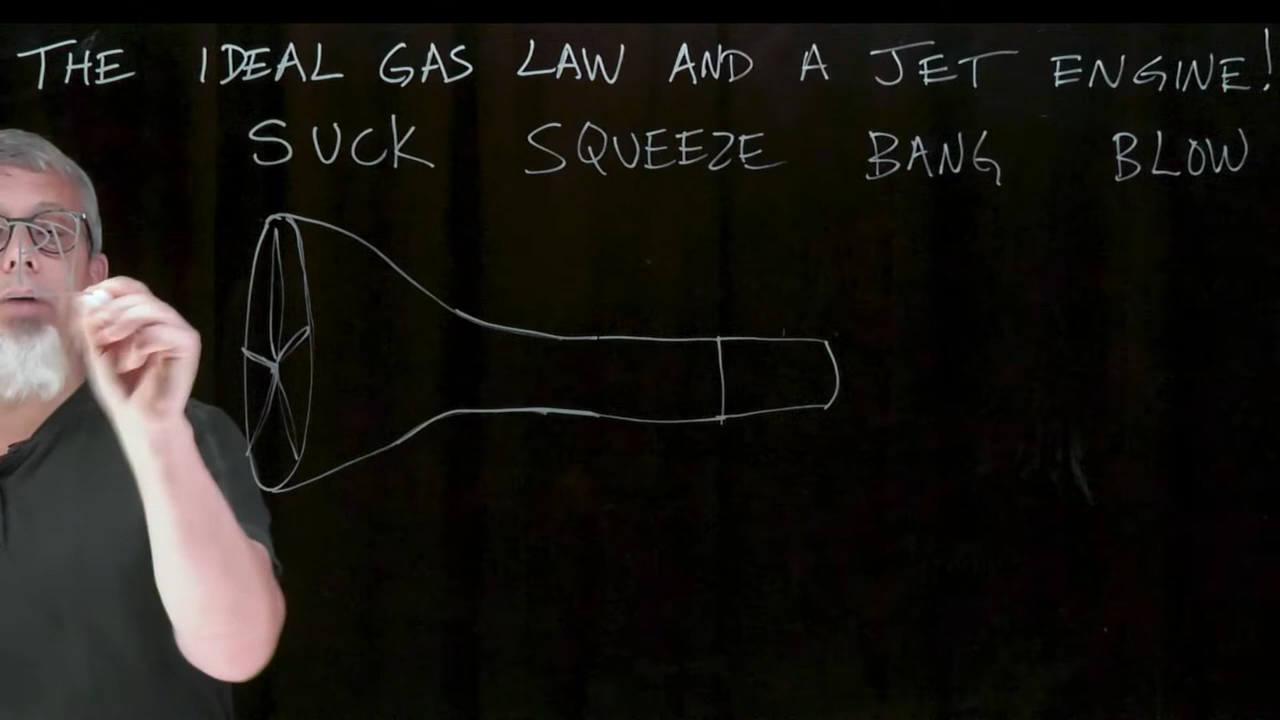 THE IDEAL GAS LAW AND A JET ENGINE!
SUCK SQUEEZE BANG BLOW